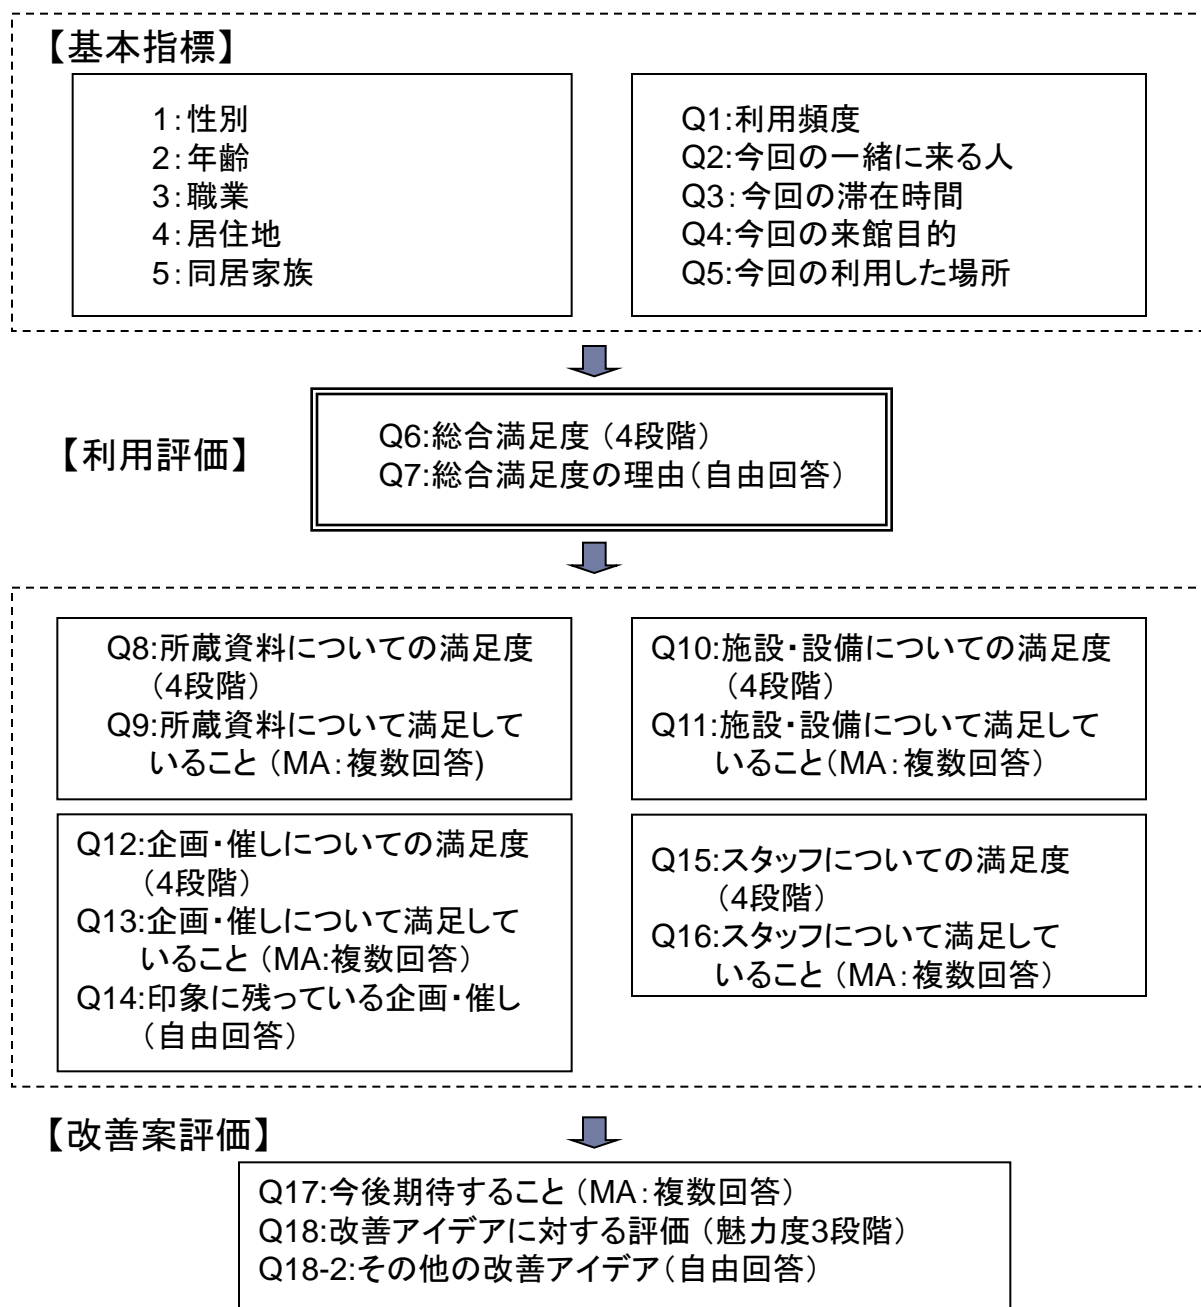 【基本指標】
1:性別
2:年齢
3:職業
4:居住地
5:同居家族
Q1:利用頻度
Q2:今回の一緒に来る人
Q3:今回の滞在時間
Q4:今回の来館目的
Q5:今回の利用した場所
【利用評価】
Q6:総合満足度(4段階)
Q7:総合満足度の理由(自由回答)
Q8:所蔵資料についての満足度
(4段階)
Q9:所蔵資料について満足して
いること(MA:複数回答)
Q10:施設・設備についての満足度
(4段階)
Q11:施設・設備について満足して
いること(MA:複数回答)
Q12:企画・催しについての満足度
(4段階)
Q13:企画・催しについて満足して
いること(MA:複数回答)
Q14:印象に残っている企画・催し
(自由回答)
Q15:スタッフについての満足度
(4段階)
Q16:スタッフについて満足して
いること(MA:複数回答)
【改善案評価】
Q17:今後期待すること(MA:複数回答)
Q18:改善アイデアに対する評価(魅力度3段階)
Q18-2:その他の改善アイデア(自由回答)